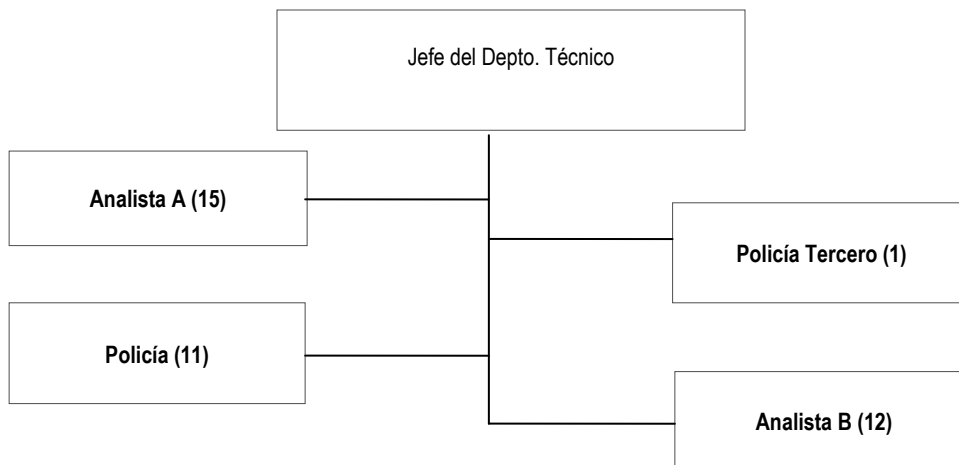 Jefe del Depto. Técnico
Analista A (15)
Policía Tercero (1)
Policía (11)
Analista B (12)